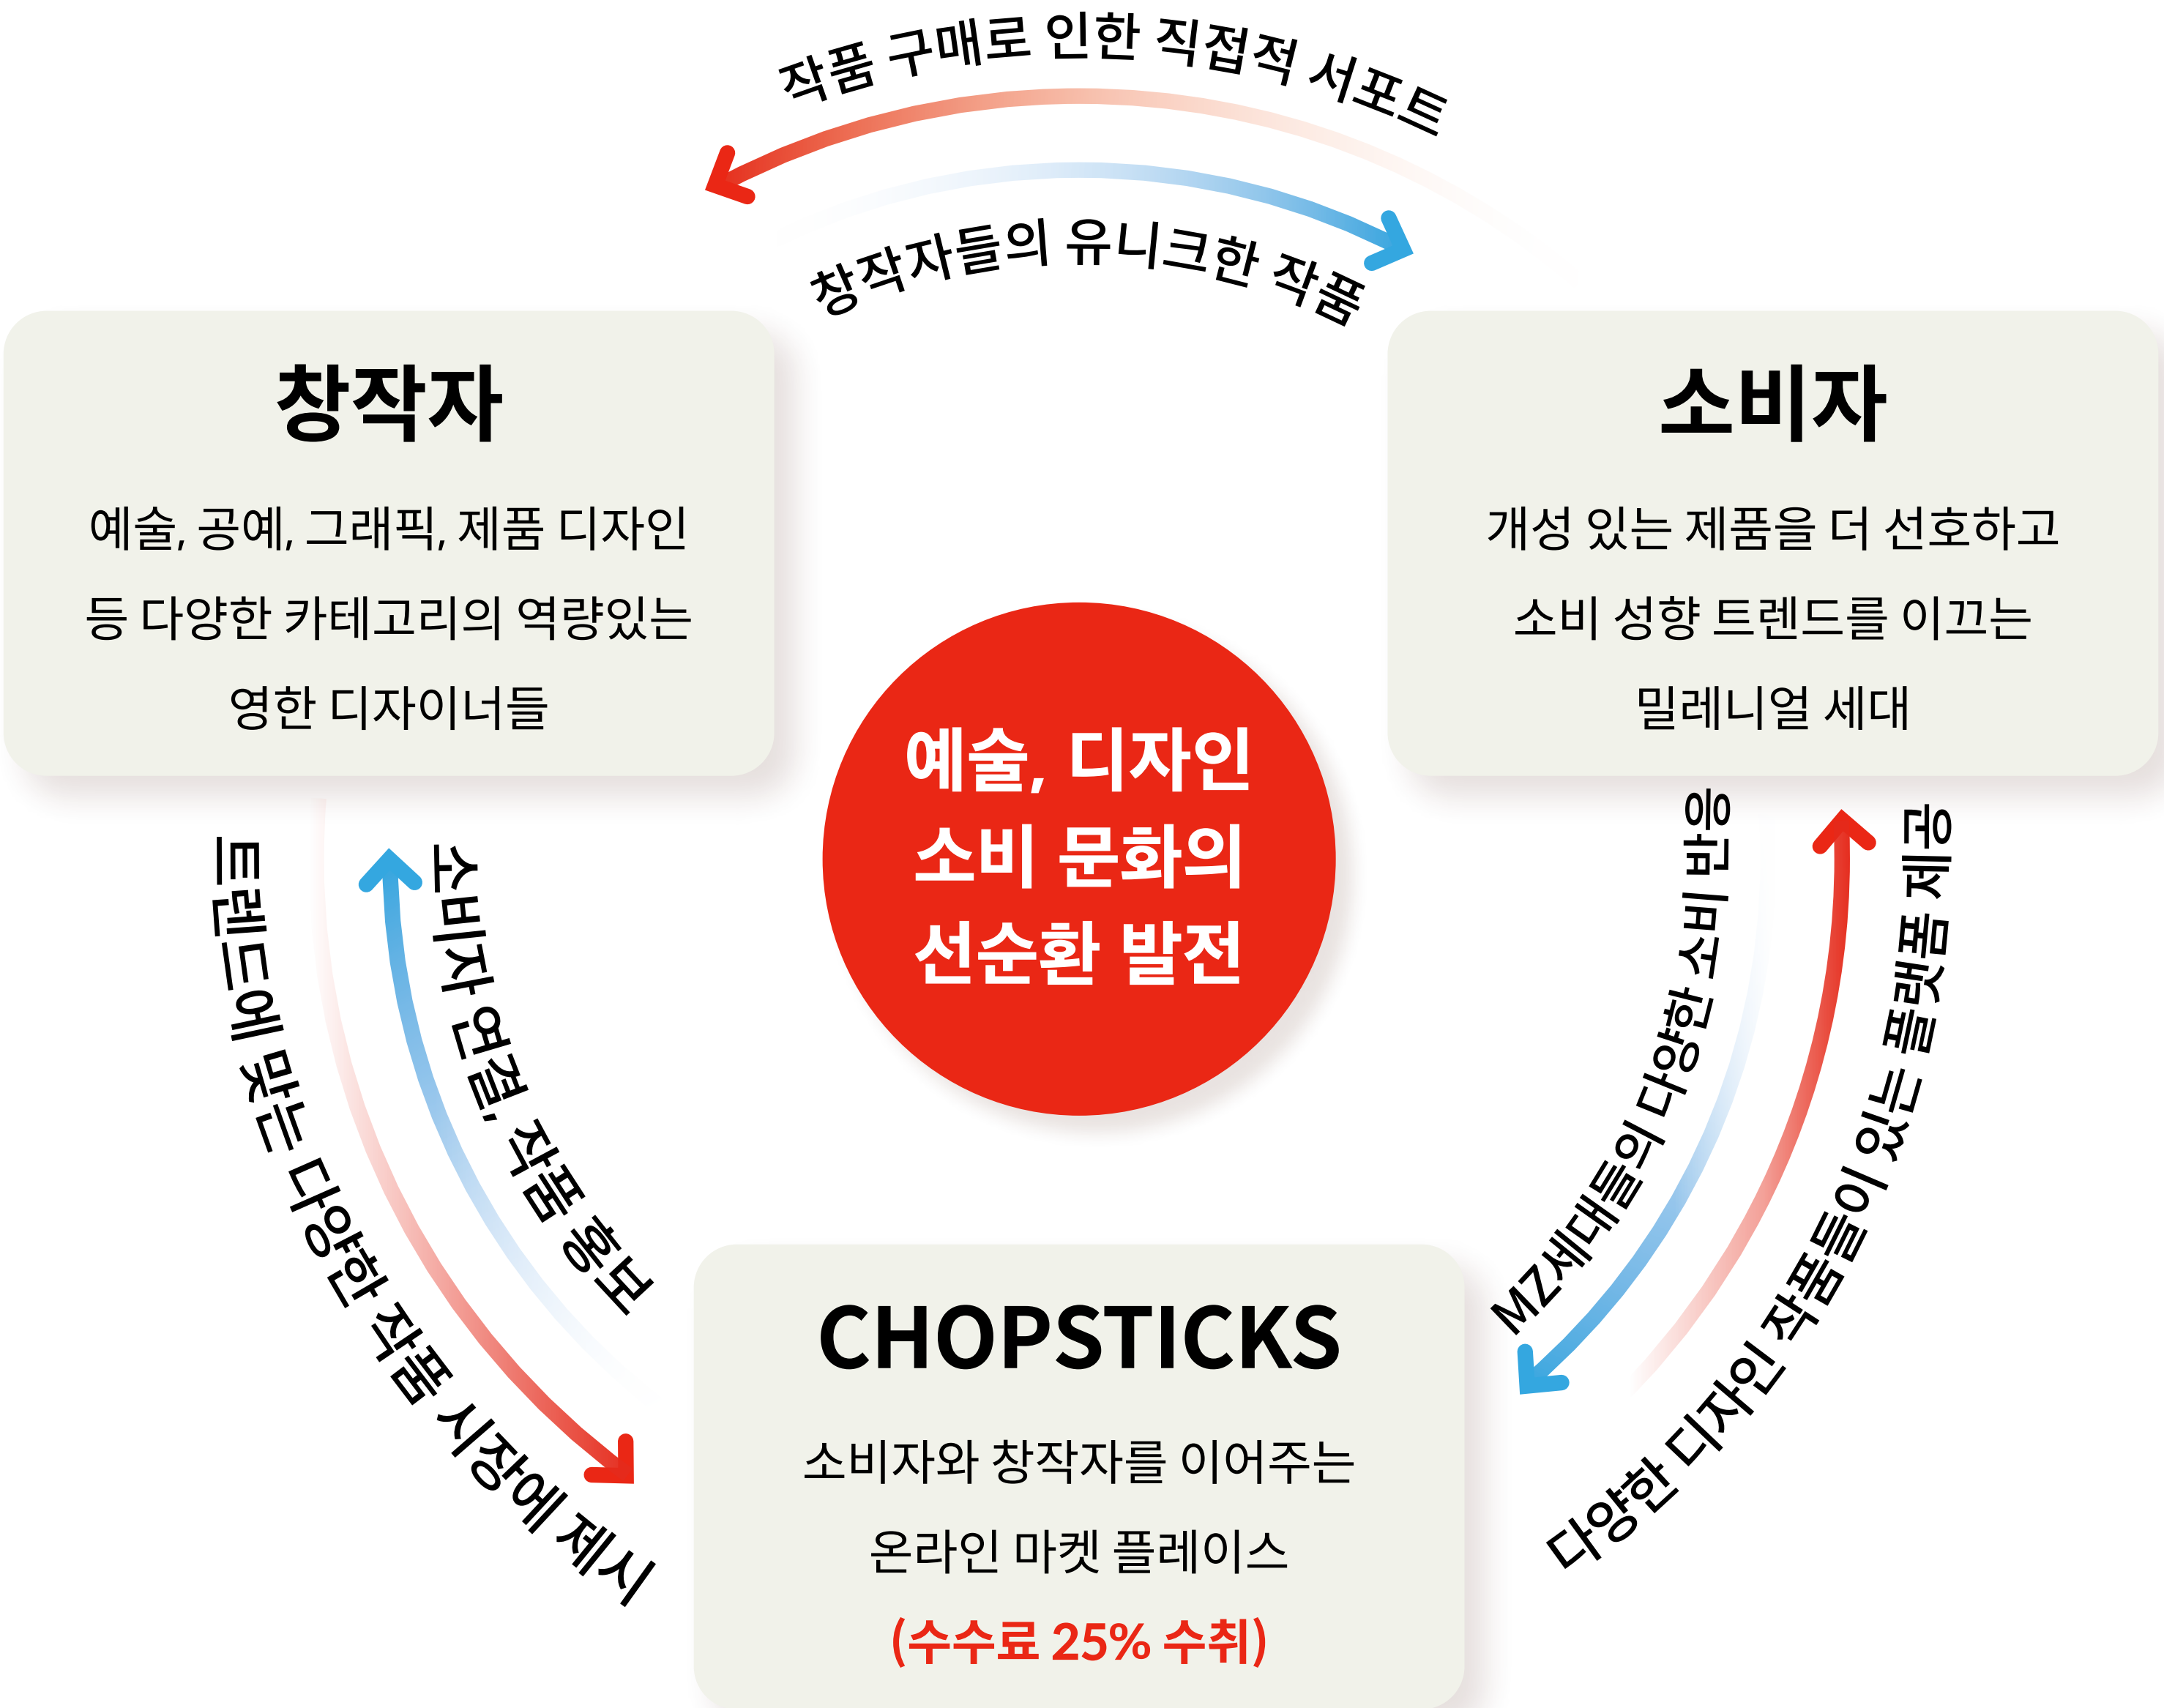 작품 구매로 인한 직접적 서포트
창작자들의 유니크한 작품
창작자
예술, 공예, 그래픽, 제품 디자인
등 다양한 카테고리의 역량있는
영한 디자이너들
소비자
개성 있는 제품을 더 선호하고
소비 성향 트렌드를 이끄는
밀레니얼 세대
예술, 디자인
소비 문화의
선순환 발전
트렌드에 맞는 다양한 작품 시장에 제시
소비자 연결, 작품 홍보
MZ세대들의 다양한 소비 반응
다양한 디자인 작품들이 있는 플랫폼 제공
CHOPSTICKS
소비자와 창작자를 이어주는
온라인 마켓 플레이스
(수수료 25% 수취)